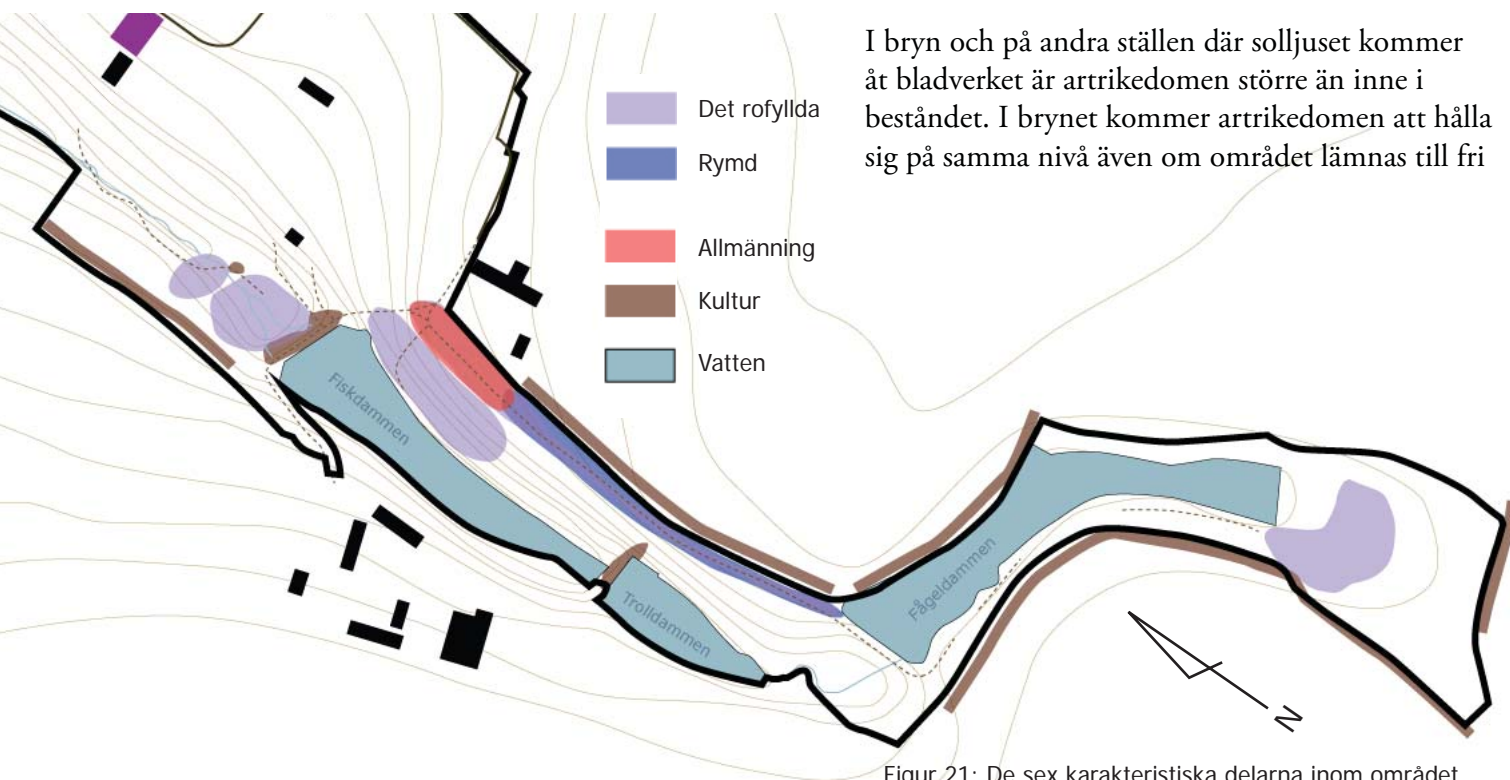 I bryn och på andra ställen där solljuset kommer
åt bladverket är artrikedomen större än inne i
beståndet. I brynet kommer artrikedomen att hålla
sig på samma nivå även om området lämnas till fri
Det rofyllda
Rymd
Allmänning
Kultur
Vatten
Fiskdammen
Trolldammen
Fågeldammen
N
Figur 21: De sex karakteristiska delarna inom området